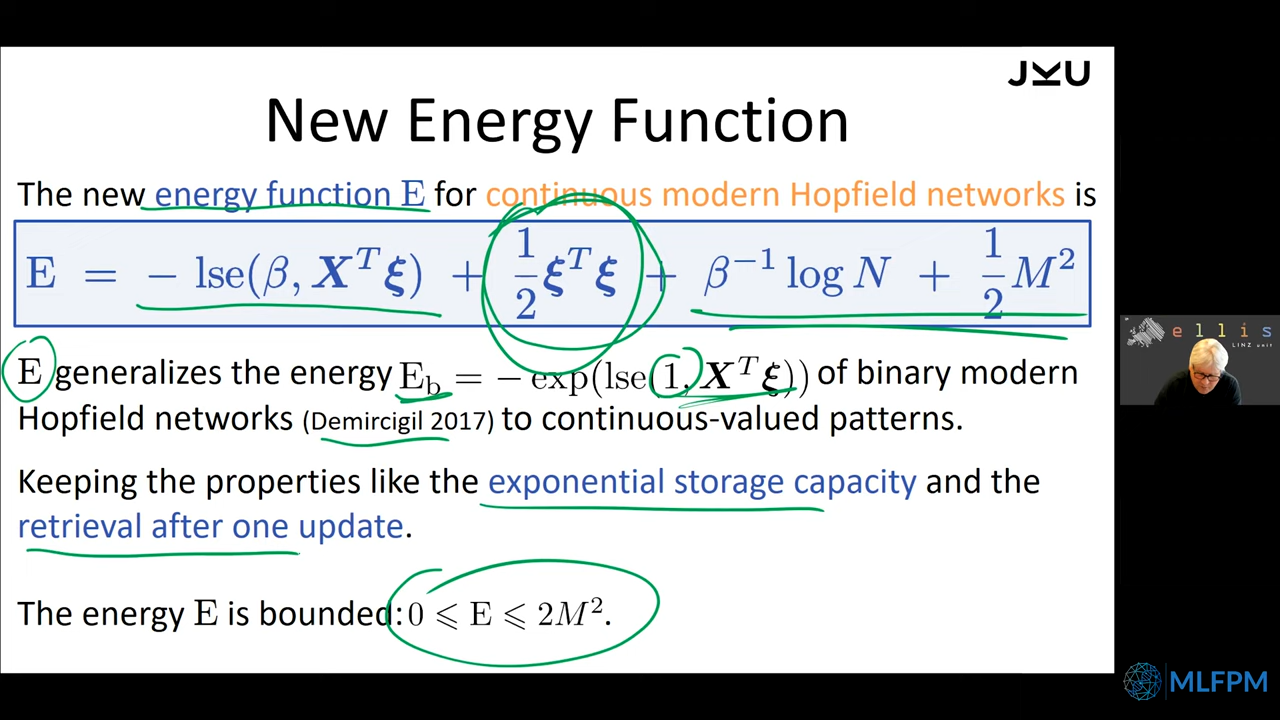 JKU
New Energy Function
The new energy function E for continuous modern Hopfield networks is
E = − lse(β, X^T ξ) + 1/2 ξ^T ξ + β^−1 log N + 1/2 M^2
E generalizes the energy E_b = − exp(lse(1, X^T ξ)) of binary modern
Hopfield networks (Demircigil 2017) to continuous-valued patterns.
Keeping the properties like the exponential storage capacity and the
retrieval after one update.
The energy E is bounded: 0 ⩽ E ⩽ 2M^2.
ellis
LINZ unit
MLFPM